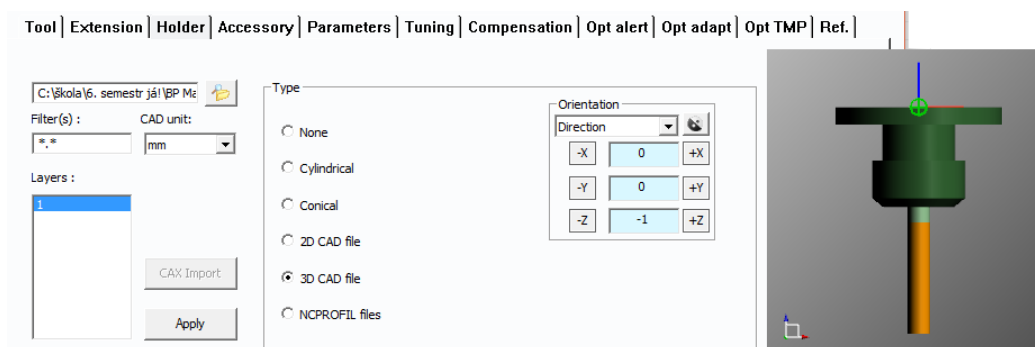 Tool | Extension | Holder | Accessory | Parameters | Tuning | Compensation | Opt alert | Opt adapt | Opt TMP | Ref. |
C:\škola\6. semestr já!\BP Ma
Filter(s) :
CAD unit:
*.*
mm
Layers :
1
CAX Import
Apply
Type
None
Cylindrical
Conical
2D CAD file
3D CAD file
NCPROFIL files
Orientation
Direction
-X 0 +X
-Y 0 +Y
-Z -1 +Z